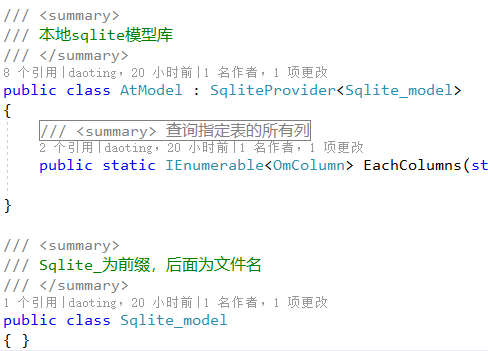 /// <summary>
/// 本地sqlite模型库
/// </summary>
8 个引用|daoting，20 小时前|1 名作者，1 项更改
public class AtModel : SqliteProvider<Sqlite_model>
{
/// <summary> 查询指定表的所有列
2 个引用|daoting，20 小时前|1 名作者，1 项更改
public static IEnumerable<OmColumn> EachColumns(st
}
/// <summary>
/// Sqlite_为前缀，后面为文件名
/// </summary>
1 个引用|daoting，20 小时前|1 名作者，1 项更改
public class Sqlite_model
{ }